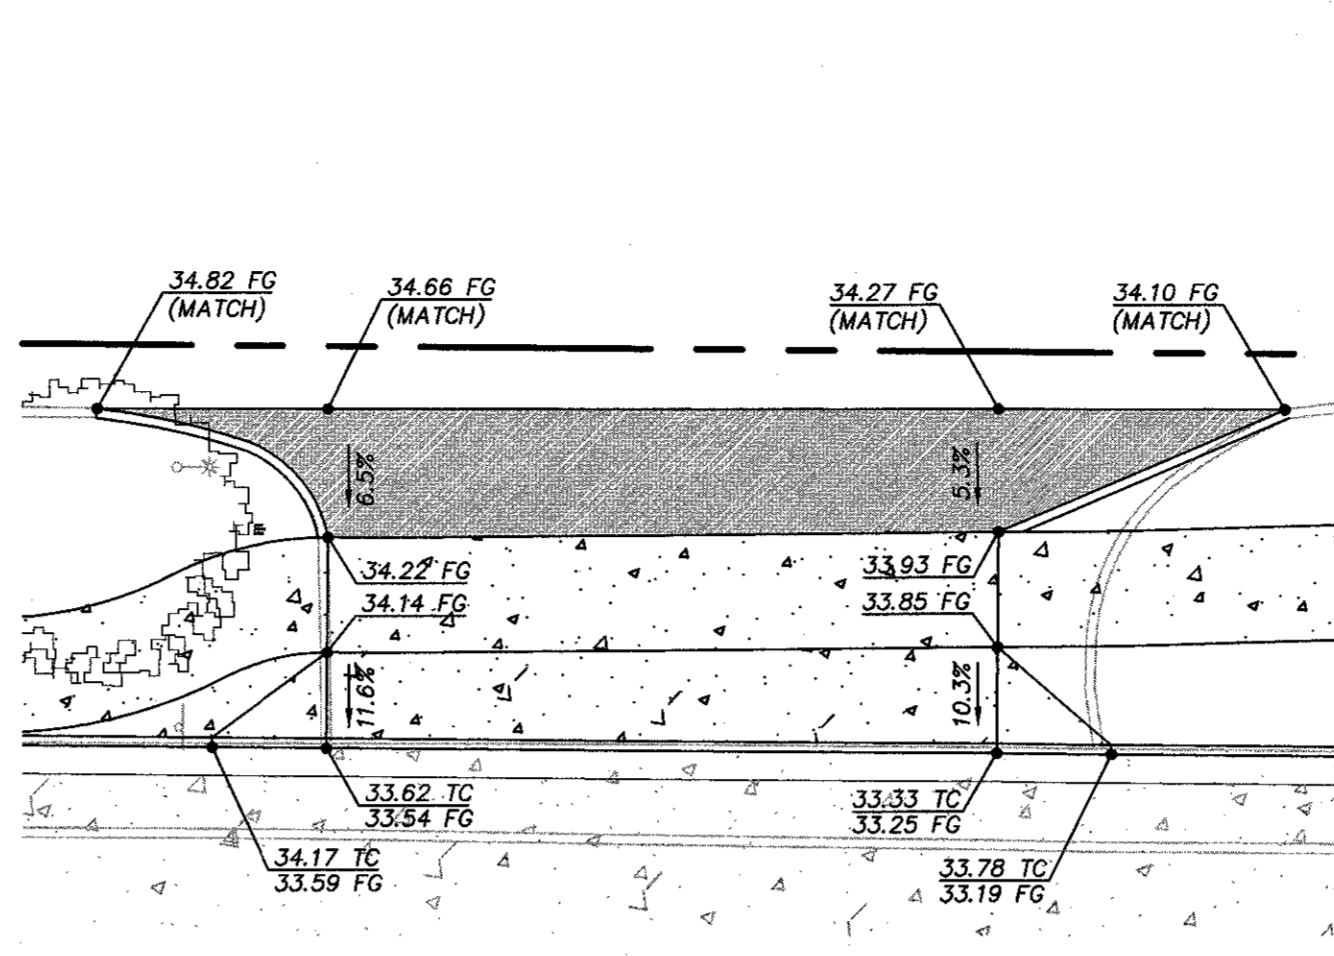 34.82 FG
(MATCH)
34.66 FG
(MATCH)
34.27 FG
(MATCH)
34.10 FG
(MATCH)
6.5%
5.3%
34.22 FG
33.93 FG
34.14 FG
33.85 FG
11.6%
10.3%
33.62 TC
33.54 FG
33.33 TC
33.25 FG
34.17 TC
33.59 FG
33.78 TC
33.19 FG